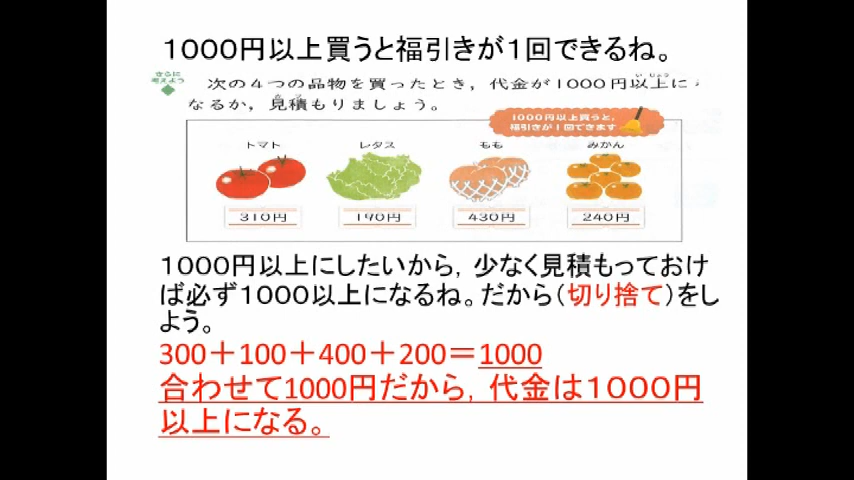 1000円以上買うと福引きが1回できるね。
さらに
考えよう
次の4つの品物を買ったとき，代金が1000円以上に
なるか，見積もりましょう。
1000円以上買うと，
福引きが1回できます
トマト レタス もも みかん
310円 190円 430円 240円
1000円以上にしたいから，少なく見積もっておけ
ば必ず1000以上になるね。だから（切り捨て）をし
よう。
300＋100＋400＋200＝1000
合わせて1000円だから，代金は1000円
以上になる。